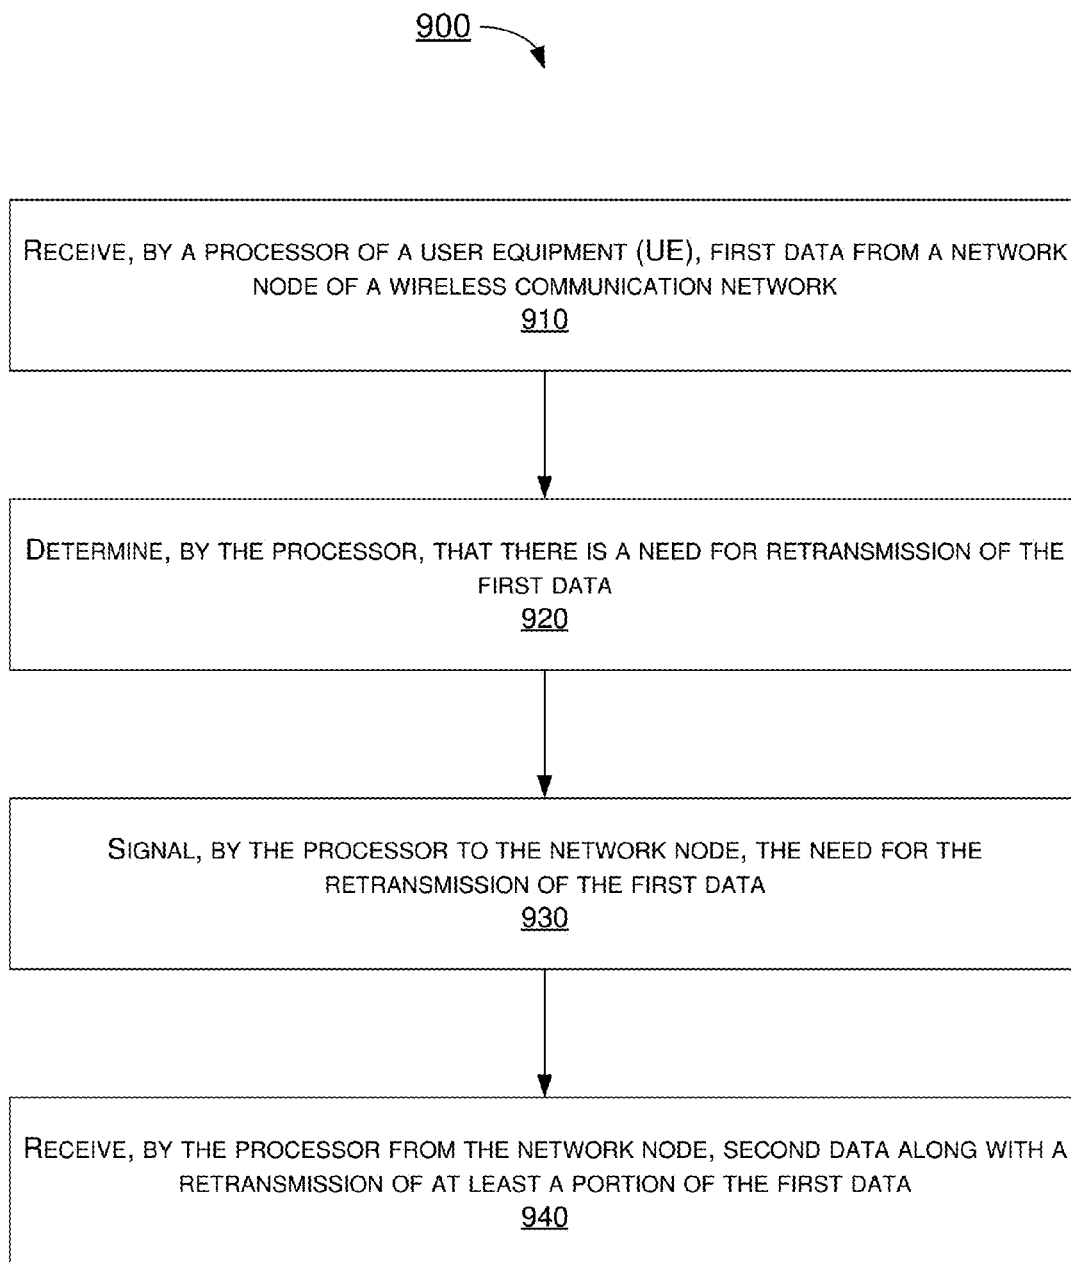 900
RECEIVE, BY A PROCESSOR OF A USER EQUIPMENT (UE), FIRST DATA FROM A NETWORK
NODE OF A WIRELESS COMMUNICATION NETWORK
910
DETERMINE, BY THE PROCESSOR, THAT THERE IS A NEED FOR RETRANSMISSION OF THE
FIRST DATA
920
SIGNAL, BY THE PROCESSOR TO THE NETWORK NODE, THE NEED FOR THE
RETRANSMISSION OF THE FIRST DATA
930
RECEIVE, BY THE PROCESSOR FROM THE NETWORK NODE, SECOND DATA ALONG WITH A
RETRANSMISSION OF AT LEAST A PORTION OF THE FIRST DATA
940